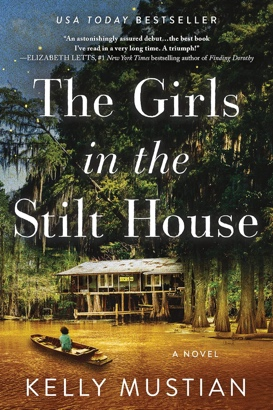 USA TODAY BESTSELLER
"An astonishingly assured debut...the best book
I've read in a very long time. A triumph!"
—ELIZABETH LETTS, #1 New York Times bestselling author of Finding Dorothy
The Girls
in the
Stilt House
A NOVEL
KELLY MUSTIAN